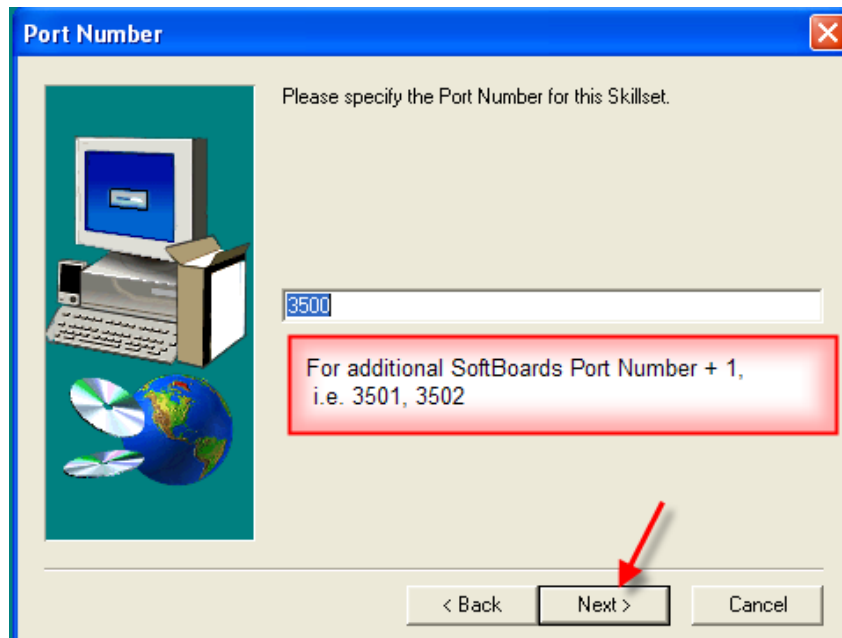 Port Number
Please specify the Port Number for this Skillset.
3500
For additional SoftBoards Port Number + 1,
i.e. 3501, 3502
< Back
Next >
Cancel